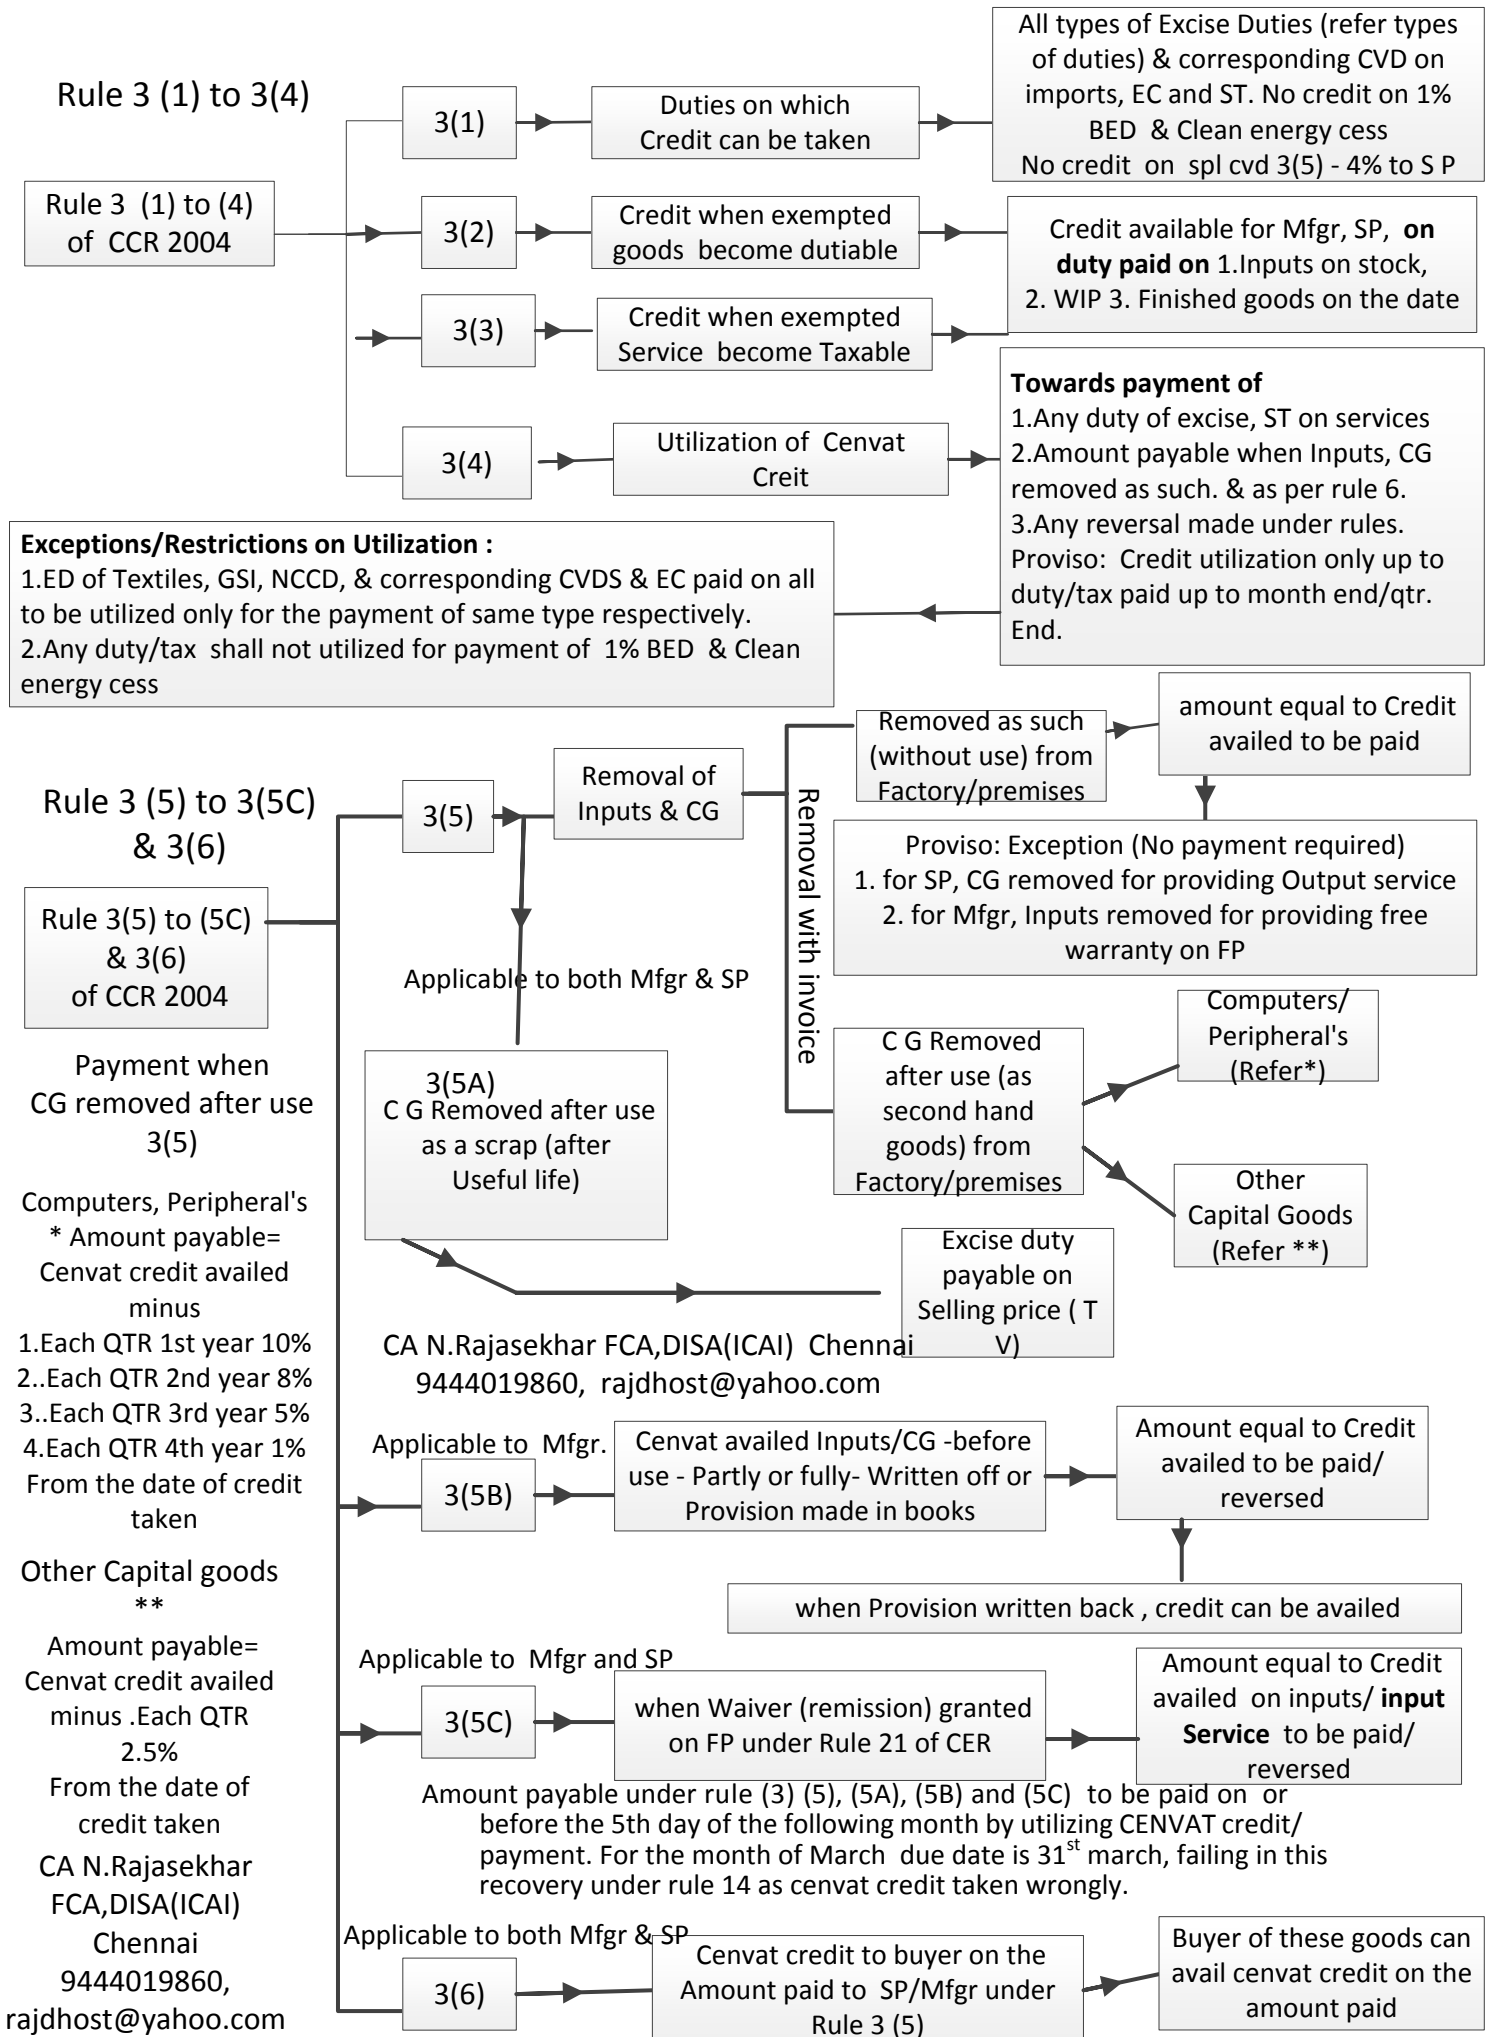 Rule 3 (1) to 3(4)
Rule 3  (1) to (4)
of  CCR 2004
3(1)
Duties on which
Credit can be taken
All types of Excise Duties (refer types
of duties) & corresponding CVD on
imports, EC and ST. No credit on 1%
BED  & Clean energy cess
No credit  on  spl cvd 3(5) - 4% to S P
3(2)
Credit when exempted
goods  become dutiable
Credit available for Mfgr, SP,  on
duty paid on 1.Inputs on stock,
2. WIP 3. Finished goods on the date
3(3)
Credit when exempted
Service  become Taxable
3(4)
Utilization of  Cenvat
Creit
Towards payment of
1.Any duty of excise, ST on services
2.Amount payable when Inputs, CG
removed as such. & as per rule 6.
3.Any reversal made under rules.
Proviso:  Credit utilization only up to
duty/tax paid up to month end/qtr.
End.
Exceptions/Restrictions on Utilization :
1.ED of Textiles, GSI, NCCD, & corresponding CVDS & EC paid on all
to be utilized only for the payment of same type respectively.
2.Any duty/tax  shall not utilized for payment of  1% BED  & Clean
energy cess
Rule 3 (5) to 3(5C)
& 3(6)
Rule 3(5) to (5C)
& 3(6)
of CCR 2004
3(5)
Removal of
Inputs & CG
Removal with invoice
Removed as such
(without use) from
Factory/premises
amount equal to Credit
availed to be paid
Proviso: Exception (No payment required)
1. for SP, CG removed for providing Output service
2. for Mfgr, Inputs removed for providing free
warranty on FP
Applicable to both Mfgr & SP
C G Removed
after use (as
second hand
goods) from
Factory/premises
Computers/
Peripheral's
(Refer*)
Other
Capital Goods
(Refer **)
3(5A)
C G Removed after use
as a scrap (after
Useful life)
Excise duty
payable on
Selling price ( T
V)
CA N.Rajasekhar FCA,DISA(ICAI)  Chennai
9444019860,  rajdhost@yahoo.com
Payment when
CG removed after use
3(5)
Computers, Peripheral's
* Amount payable=
Cenvat credit availed
minus
1.Each QTR 1st year 10%
2..Each QTR 2nd year 8%
3..Each QTR 3rd year 5%
4.Each QTR 4th year 1%
From the date of credit
taken
Other Capital goods
**
Amount payable=
Cenvat credit availed
minus .Each QTR
2.5%
From the date of
credit taken
CA N.Rajasekhar
FCA,DISA(ICAI)
Chennai
9444019860,
rajdhost@yahoo.com
Applicable to  Mfgr.
3(5B)
Cenvat availed Inputs/CG -before
use - Partly or fully- Written off or
Provision made in books
Amount equal to Credit
availed to be paid/
reversed
when Provision written back , credit can be availed
Applicable to  Mfgr and SP
3(5C)
when Waiver (remission) granted
on FP under Rule 21 of CER
Amount equal to Credit
availed  on inputs/ input
Service  to be paid/
reversed
Amount payable under rule (3) (5), (5A), (5B) and (5C)  to be paid on  or
before the 5th day of the following month by utilizing CENVAT credit/
payment. For the month of March  due date is 31st march, failing in this
recovery under rule 14 as cenvat credit taken wrongly.
Applicable to both Mfgr & SP
3(6)
Cenvat credit to buyer on the
Amount paid to  SP/Mfgr under
Rule 3 (5)
Buyer of these goods can
avail cenvat credit on the
amount paid